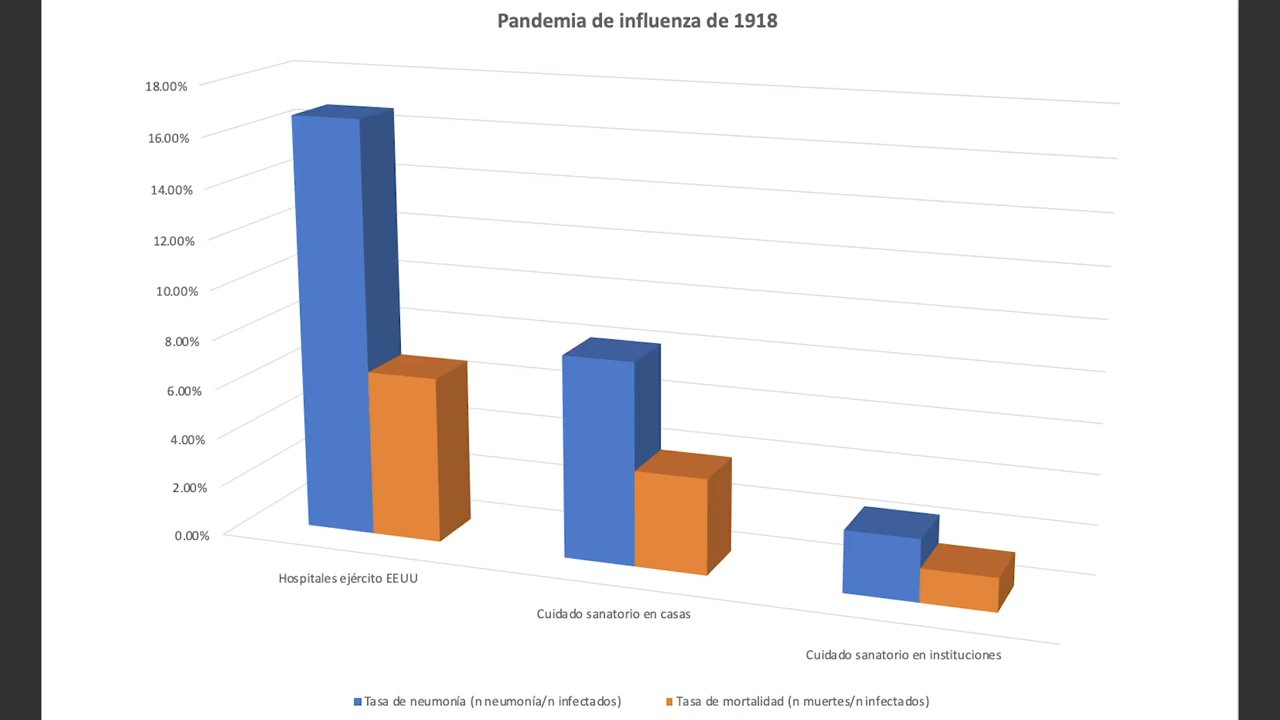 Pandemia de influenza de 1918
18.00%
16.00%
14.00%
12.00%
10.00%
8.00%
6.00%
4.00%
2.00%
0.00%
Hospitales ejército EEUU
Cuidado sanatorio en casas
Cuidado sanatorio en instituciones
Tasa de neumonía (n neumonía/n infectados)
Tasa de mortalidad (n muertes/n infectados)